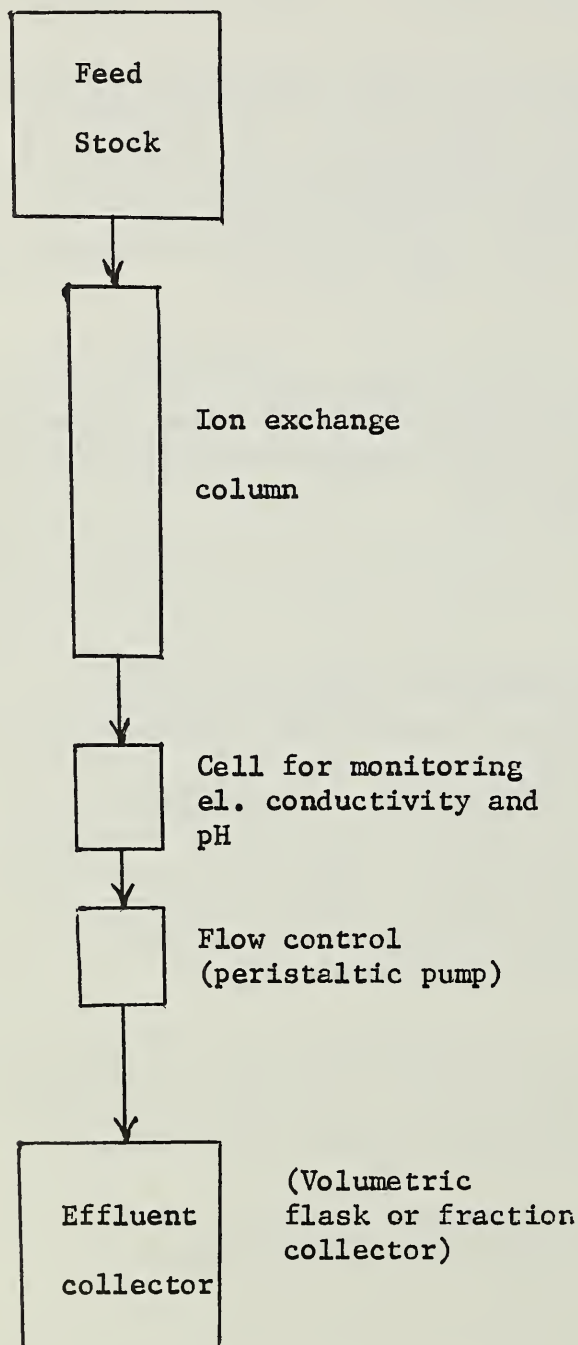 Feed
Stock
Ion exchange
column
Cell for monitoring
el. conductivity and
pH
Flow control
(peristaltic pump)
Effluent
collector
(Volumetric
flask or fraction
collector)